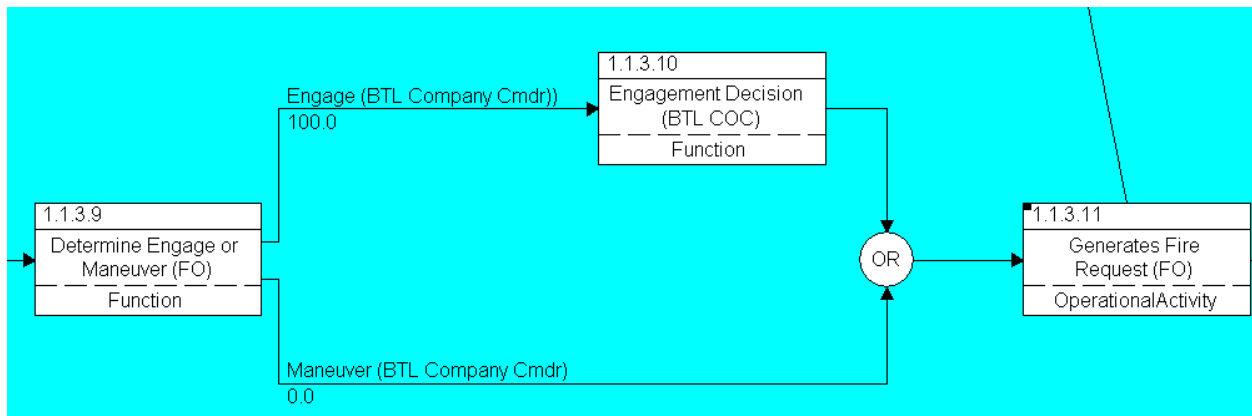 1.1.3.10
Engagement Decision
(BTL COC)
Function
Engage (BTL Company Cmdr))
100.0
1.1.3.9
Determine Engage or
Maneuver (FO)
Function
OR
1.1.3.11
Generates Fire
Request (FO)
OperationalActivity
Maneuver (BTL Company Cmdr)
0.0